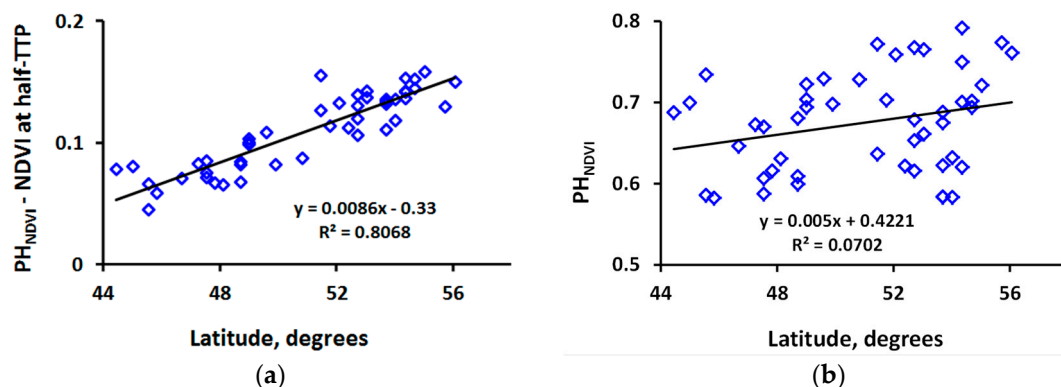 (a)
0.2
0.1
0
PH_NDVI - NDVI at half-TTP
y = 0.0086x - 0.33
R² = 0.8068
44 48 52 56
Latitude, degrees
(a)
(b)
0.8
0.7
0.6
0.5
PH_NDVI
y = 0.005x + 0.4221
R² = 0.0702
44 48 52 56
Latitude, degrees
(b)